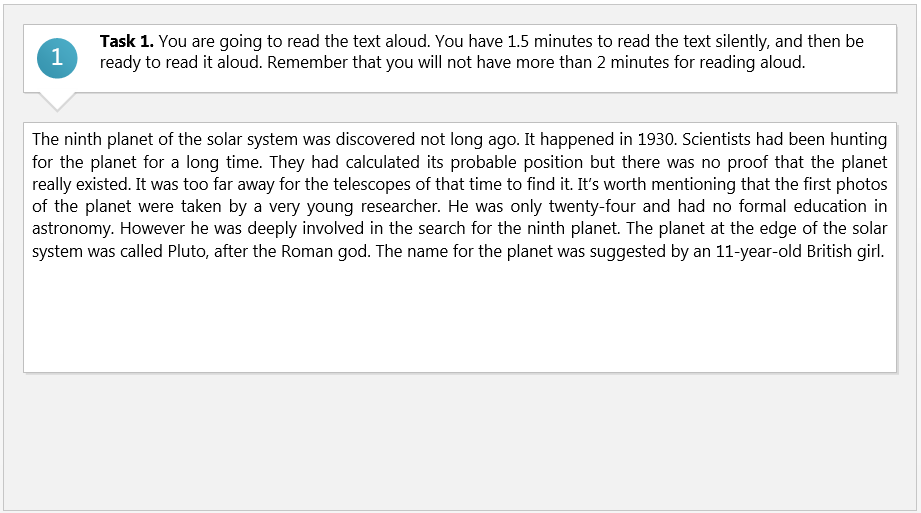 1
Task 1. You are going to read the text aloud. You have 1.5 minutes to read the text silently, and then be
ready to read it aloud. Remember that you will not have more than 2 minutes for reading aloud.
The ninth planet of the solar system was discovered not long ago. It happened in 1930. Scientists had been hunting
for the planet for a long time. They had calculated its probable position but there was no proof that the planet
really existed. It was too far away for the telescopes of that time to find it. It's worth mentioning that the first photos
of the planet were taken by a very young researcher. He was only twenty-four and had no formal education in
astronomy. However he was deeply involved in the search for the ninth planet. The planet at the edge of the solar
system was called Pluto, after the Roman god. The name for the planet was suggested by an 11-year-old British girl.